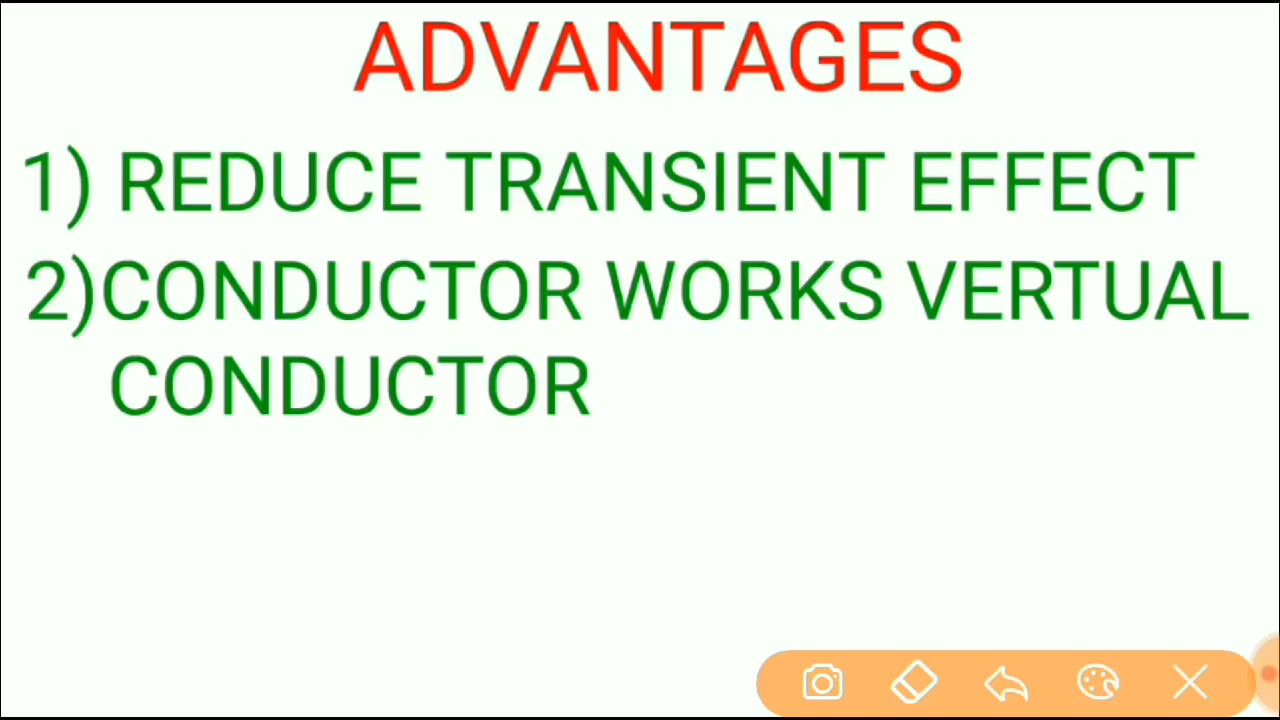 ADVANTAGES
1) REDUCE TRANSIENT EFFECT
2)CONDUCTOR WORKS VERTUAL
CONDUCTOR